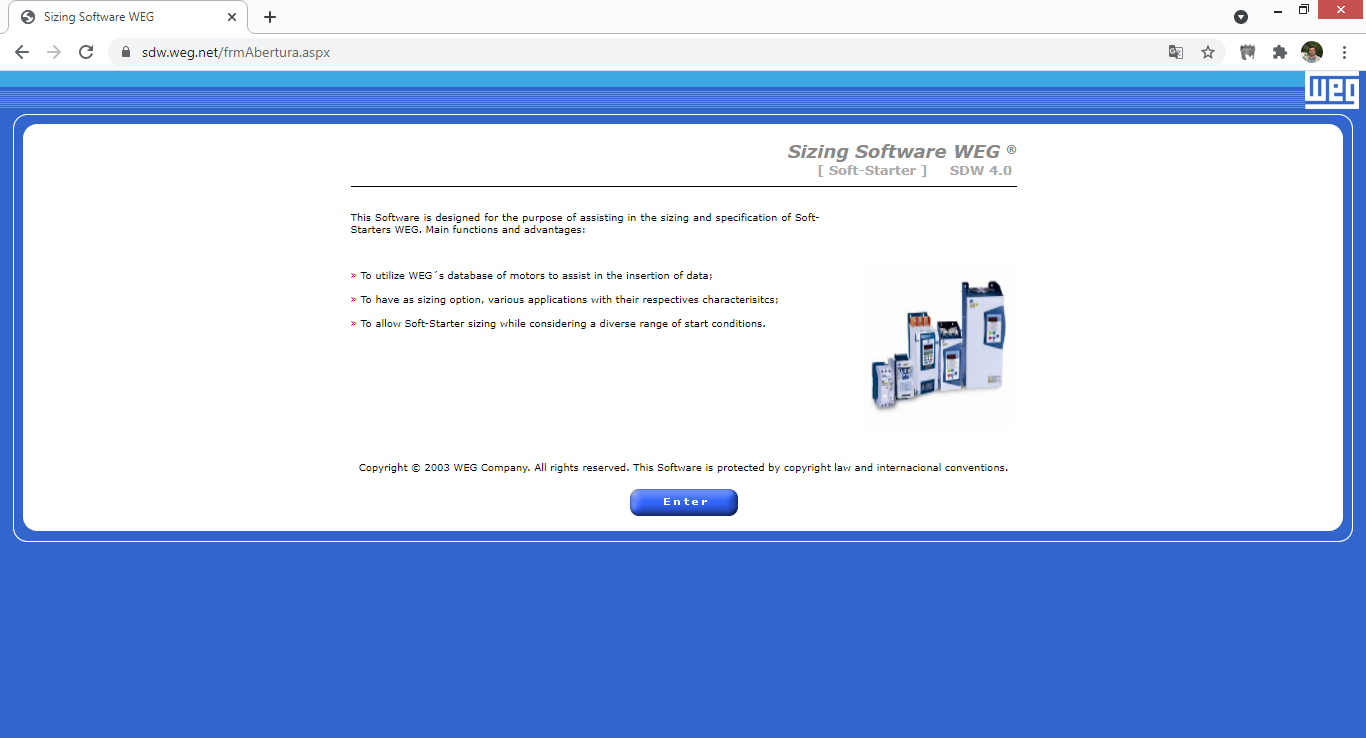 Sizing Software WEG
sdw.weg.net/frmAbertura.aspx
weg
Sizing Software WEG ®
[ Soft-Starter ] SDW 4.0
This Software is designed for the purpose of assisting in the sizing and specification of Soft-
Starters WEG. Main functions and advantages:
» To utilize WEG´s database of motors to assist in the insertion of data;
» To have as sizing option, various applications with their respectives characterisitcs;
» To allow Soft-Starter sizing while considering a diverse range of start conditions.
Copyright © 2003 WEG Company. All rights reserved. This Software is protected by copyright law and internacional conventions.
Enter